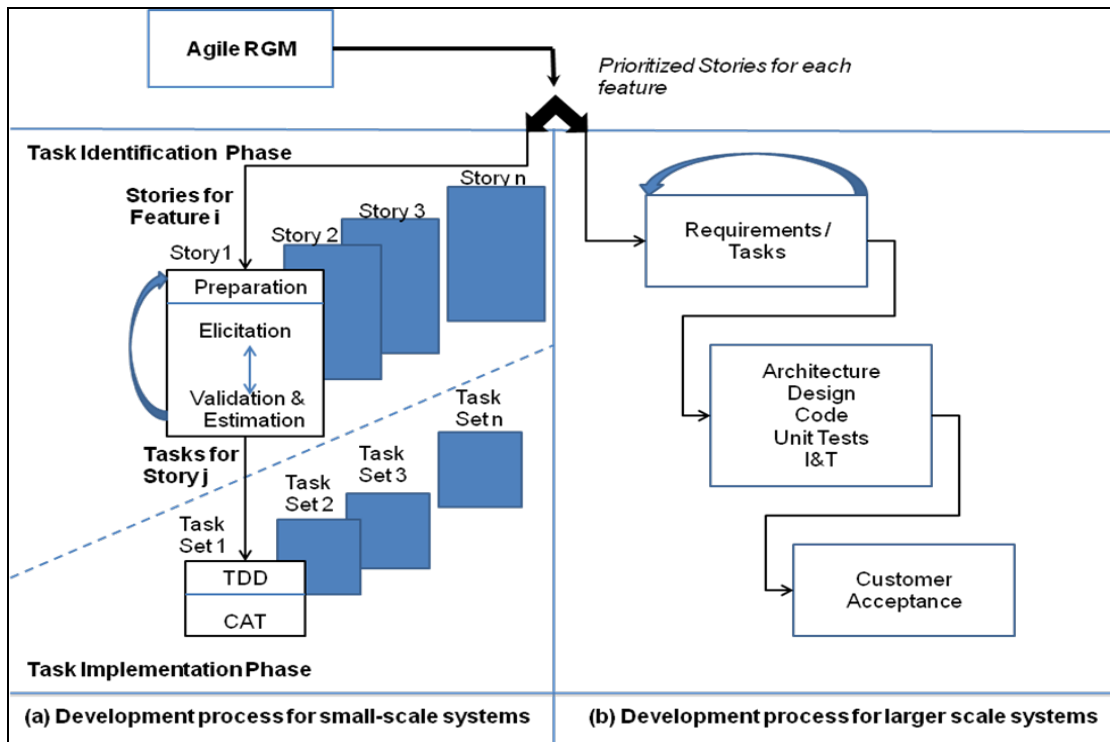 Agile RGM
Prioritized Stories for each
feature
Task Identification Phase
Stories for
Feature i
Story 1
Story 2
Story 3
Story n
Preparation
Elicitation
Validation &
Estimation
Tasks for
Story j
Task
Set 1
Task
Set 2
Task
Set 3
Task
Set n
TDD
CAT
Task Implementation Phase
(a) Development process for small-scale systems
Requirements /
Tasks
Architecture
Design
Code
Unit Tests
I&T
Customer
Acceptance
(b) Development process for larger scale systems